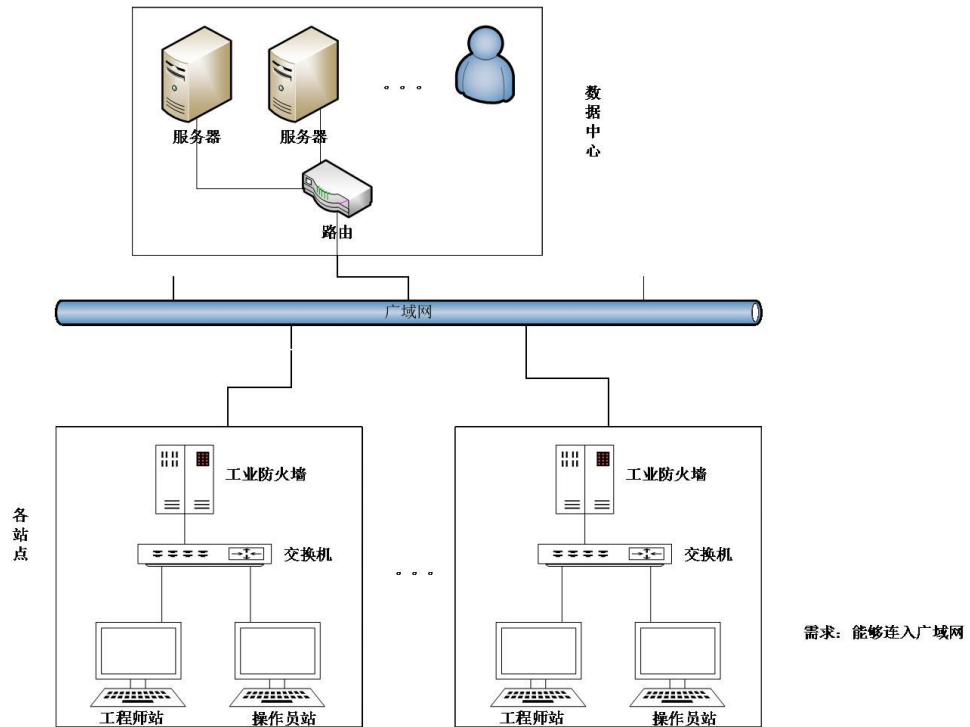 服务器
服务器
数据中心
路由
广域网
工业防火墙
工业防火墙
各站点
交换机
交换机
需求：能够连入广域网
工程师站
操作员站
工程师站
操作员站